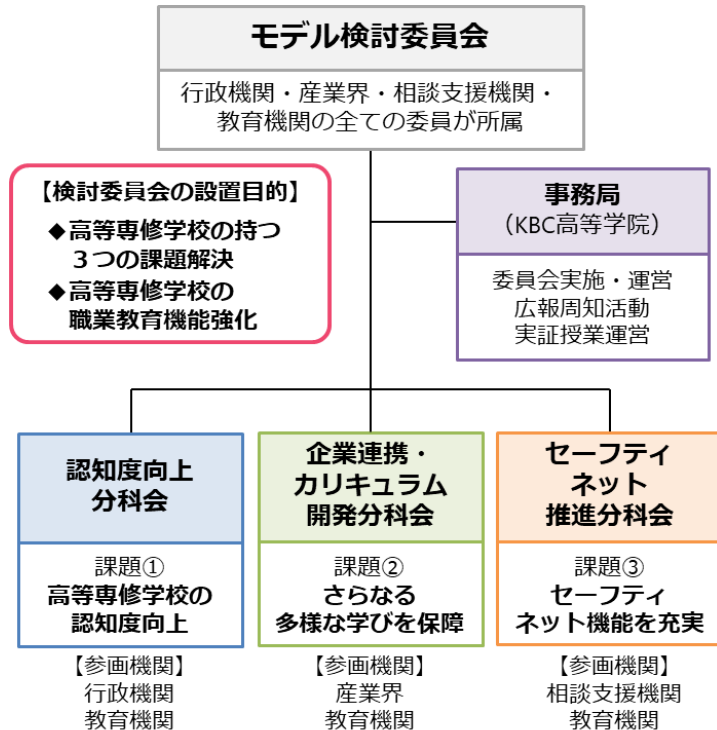 モデル検討委員会
行政機関・産業界・相談支援機関・
教育機関の全ての委員が所属
【検討委員会の設置目的】
◆高等専修学校の持つ
３つの課題解決
◆高等専修学校の
職業教育機能強化
事務局
（KBC高等学院）
委員会実施・運営
広報周知活動
実証授業運営
認知度向上
分科会
課題①
高等専修学校の
認知度向上
【参画機関】
行政機関
教育機関
企業連携・
カリキュラム
開発分科会
課題②
さらなる
多様な学びを保障
【参画機関】
産業界
教育機関
セーフティ
ネット
推進分科会
課題③
セーフティ
ネット機能を充実
【参画機関】
相談支援機関
教育機関